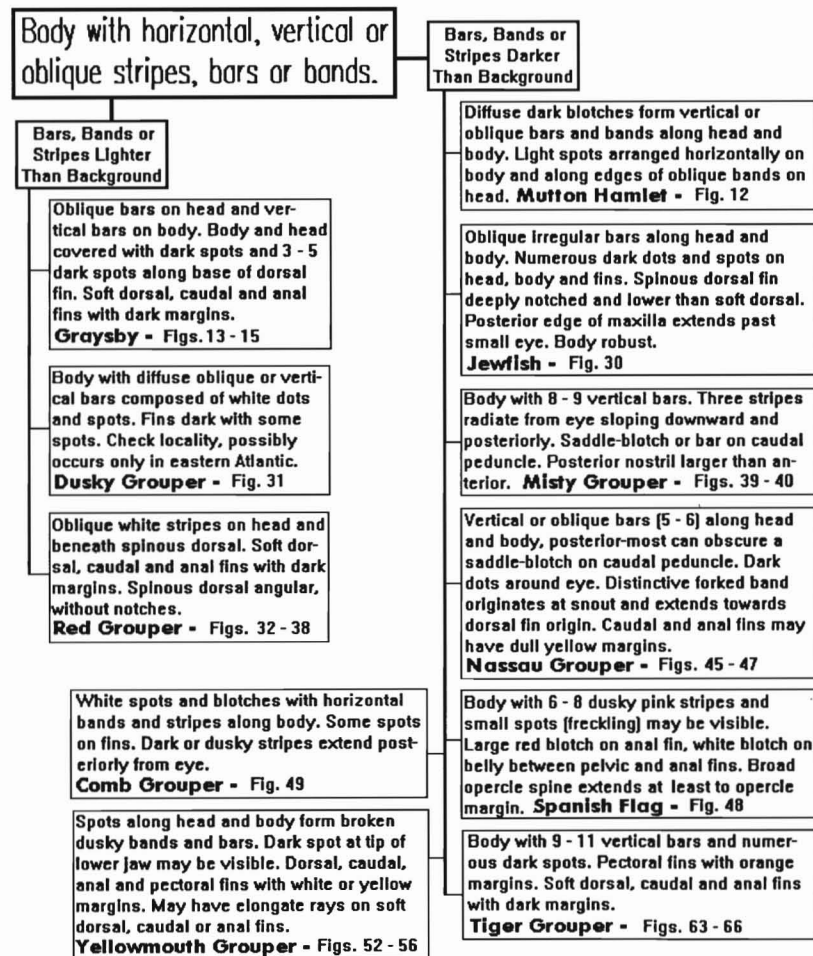 Body with horizontal, vertical or
oblique stripes, bars or bands.
Bars, Bands or
Stripes Lighter
Than Background
Oblique bars on head and ver-
tical bars on body. Body and head
covered with dark spots and 3 - 5
dark spots along base of dorsal
fin. Soft dorsal, caudal and anal
fins with dark margins.
Graysby - Figs. 13 - 15
Body with diffuse oblique or verti-
cal bars composed of white dots
and spots. Fins dark with some
spots. Check locality, possibly
occurs only in eastern Atlantic.
Dusky Grouper - Fig. 31
Oblique white stripes on head and
beneath spinous dorsal. Soft dor-
sal, caudal and anal fins with dark
margins. Spinous dorsal angular,
without notches.
Red Grouper - Figs. 32 - 38
Bars, Bands or
Stripes Darker
Than Background
Diffuse dark blotches form vertical or
oblique bars and bands along head and
body. Light spots arranged horizontally on
body and along edges of oblique bands on
head. Mutton Hamlet - Fig. 12
Oblique irregular bars along head and
body. Numerous dark dots and spots on
head, body and fins. Spinous dorsal fin
deeply notched and lower than soft dorsal.
Posterior edge of maxilla extends past
small eye. Body robust.
Jewfish - Fig. 30
Body with 8 - 9 vertical bars. Three stripes
radiate from eye sloping downward and
posteriorly. Saddle-blotch or bar on caudal
peduncle. Posterior nostril larger than an-
terior. Misty Grouper - Figs. 39 - 40
Vertical or oblique bars (5 - 6) along head
and body, posterior-most can obscure a
saddle-blotch on caudal peduncle. Dark
dots around eye. Distinctive forked band
originates at snout and extends towards
dorsal fin origin. Caudal and anal fins may
have dull yellow margins.
Nassau Grouper - Figs. 45 - 47
White spots and blotches with horizontal
bands and stripes along body. Some spots
on fins. Dark or dusky stripes extend post-
eriorly from eye.
Comb Grouper - Fig. 49
Body with 6 - 8 dusky pink stripes and
small spots (freckling) may be visible.
Large red blotch on anal fin, white blotch on
belly between pelvic and anal fins. Broad
opercle spine extends at least to opercle
margin. Spanish Flag - Fig. 48
Spots along head and body form broken
dusky bands and bars. Dark spot at tip of
lower jaw may be visible. Dorsal, caudal,
anal and pectoral fins with white or yellow
margins. May have elongate rays on soft
dorsal, caudal or anal fins.
Yellowmouth Grouper - Figs. 52 - 56
Body with 9 - 11 vertical bars and numer-
ous dark spots. Pectoral fins with orange
margins. Soft dorsal, caudal and anal fins
with dark margins.
Tiger Grouper - Figs. 63 - 66